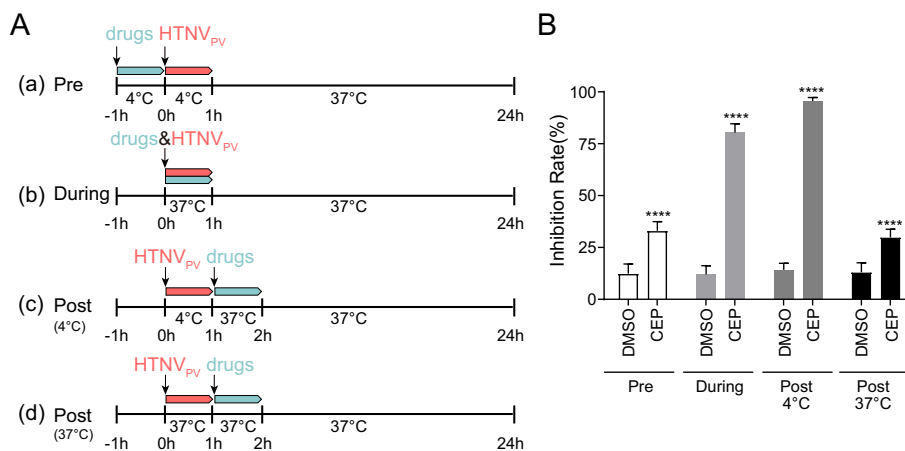 A
drugs HTNVPV
(a) Pre
4°C 4°C 37°C
-1h 0h 1h 24h
drugs&HTNVPV
(b) During
37°C 37°C
-1h 0h 1h 24h
HTNVPV drugs
(c) Post
(4°C)
4°C 37°C 37°C
-1h 0h 1h 2h 24h
HTNVPV drugs
(d) Post
(37°C)
37°C 37°C 37°C
-1h 0h 1h 2h 24h
B
Inhibition Rate(%)
100
75
50
25
0
**** **** **** ****
DMSO CEP DMSO CEP DMSO CEP DMSO CEP
Pre During Post Post
4°C 37°C